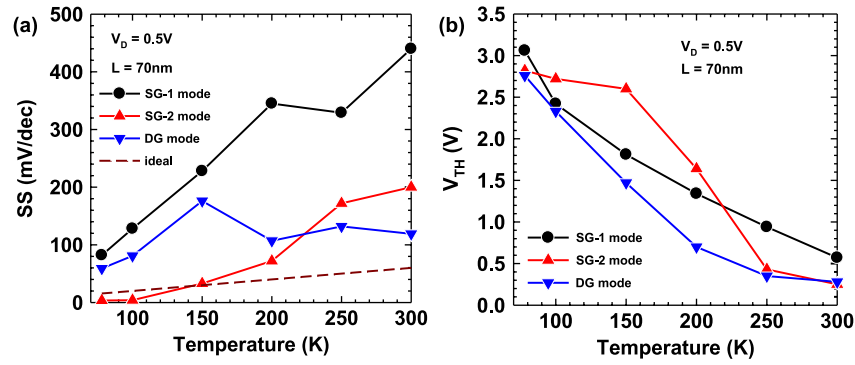 (a)
500
400
300
200
100
0
SS (mV/dec)
V_D = 0.5V
L = 70nm
SG-1 mode
SG-2 mode
DG mode
ideal
100 150 200 250 300
Temperature (K)
(b)
3.5
3.0
2.5
2.0
1.5
1.0
0.5
0.0
V_TH (V)
V_D = 0.5V
L = 70nm
SG-1 mode
SG-2 mode
DG mode
100 150 200 250 300
Temperature (K)